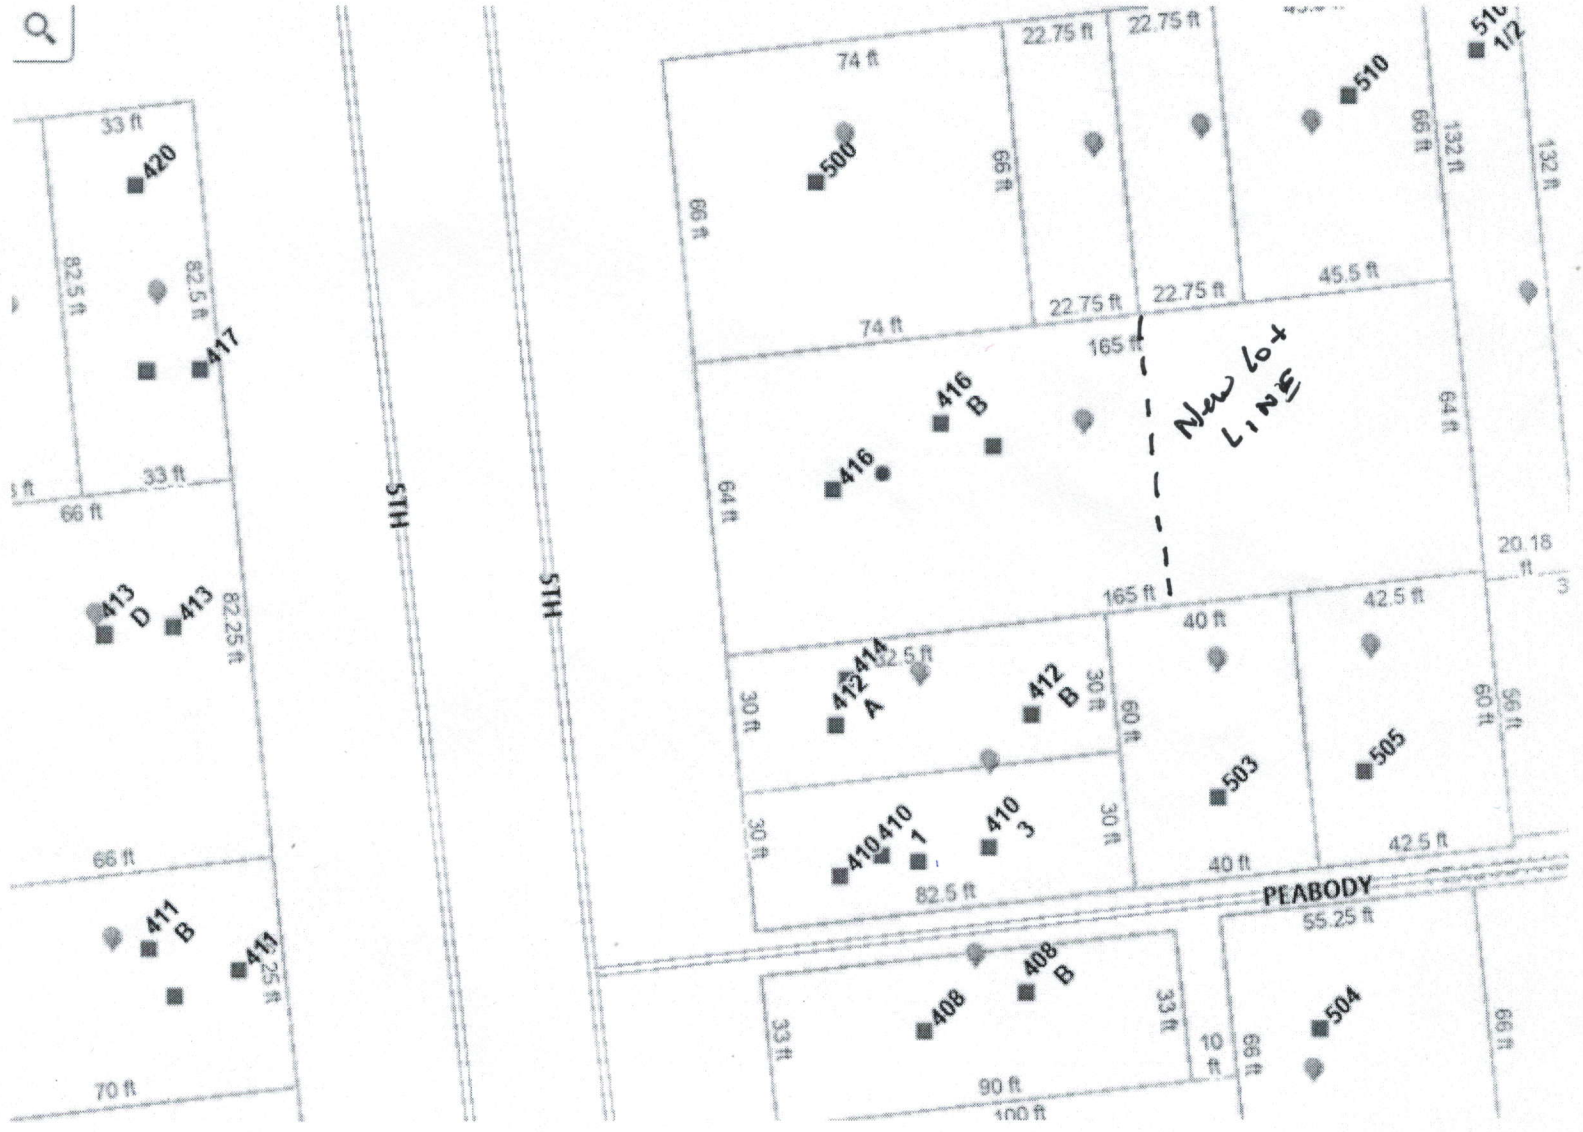 33 ft
420
82.5 ft
82.5 ft
417
5 ft
33 ft
66 ft
413
D
413
82.25 ft
66 ft
411
B
411
70 ft
5TH
5TH
74 ft
22.75 ft
22.75 ft
510
510
1/2
500
66 ft
66 ft
66 ft
132 ft
132 ft
74 ft
22.75 ft
22.75 ft
45.5 ft
165 ft
New Lot
LINE
416
B
416
64 ft
64 ft
20.18
ft
3
165 ft
40 ft
42.5 ft
414
412
A
412
B
30 ft
30 ft
60 ft
60 ft
56 ft
503
505
410
410
1
410
3
30 ft
30 ft
82.5 ft
40 ft
42.5 ft
PEABODY
55.25 ft
408
408
B
33 ft
33 ft
10
ft
66 ft
504
66 ft
90 ft
100 ft